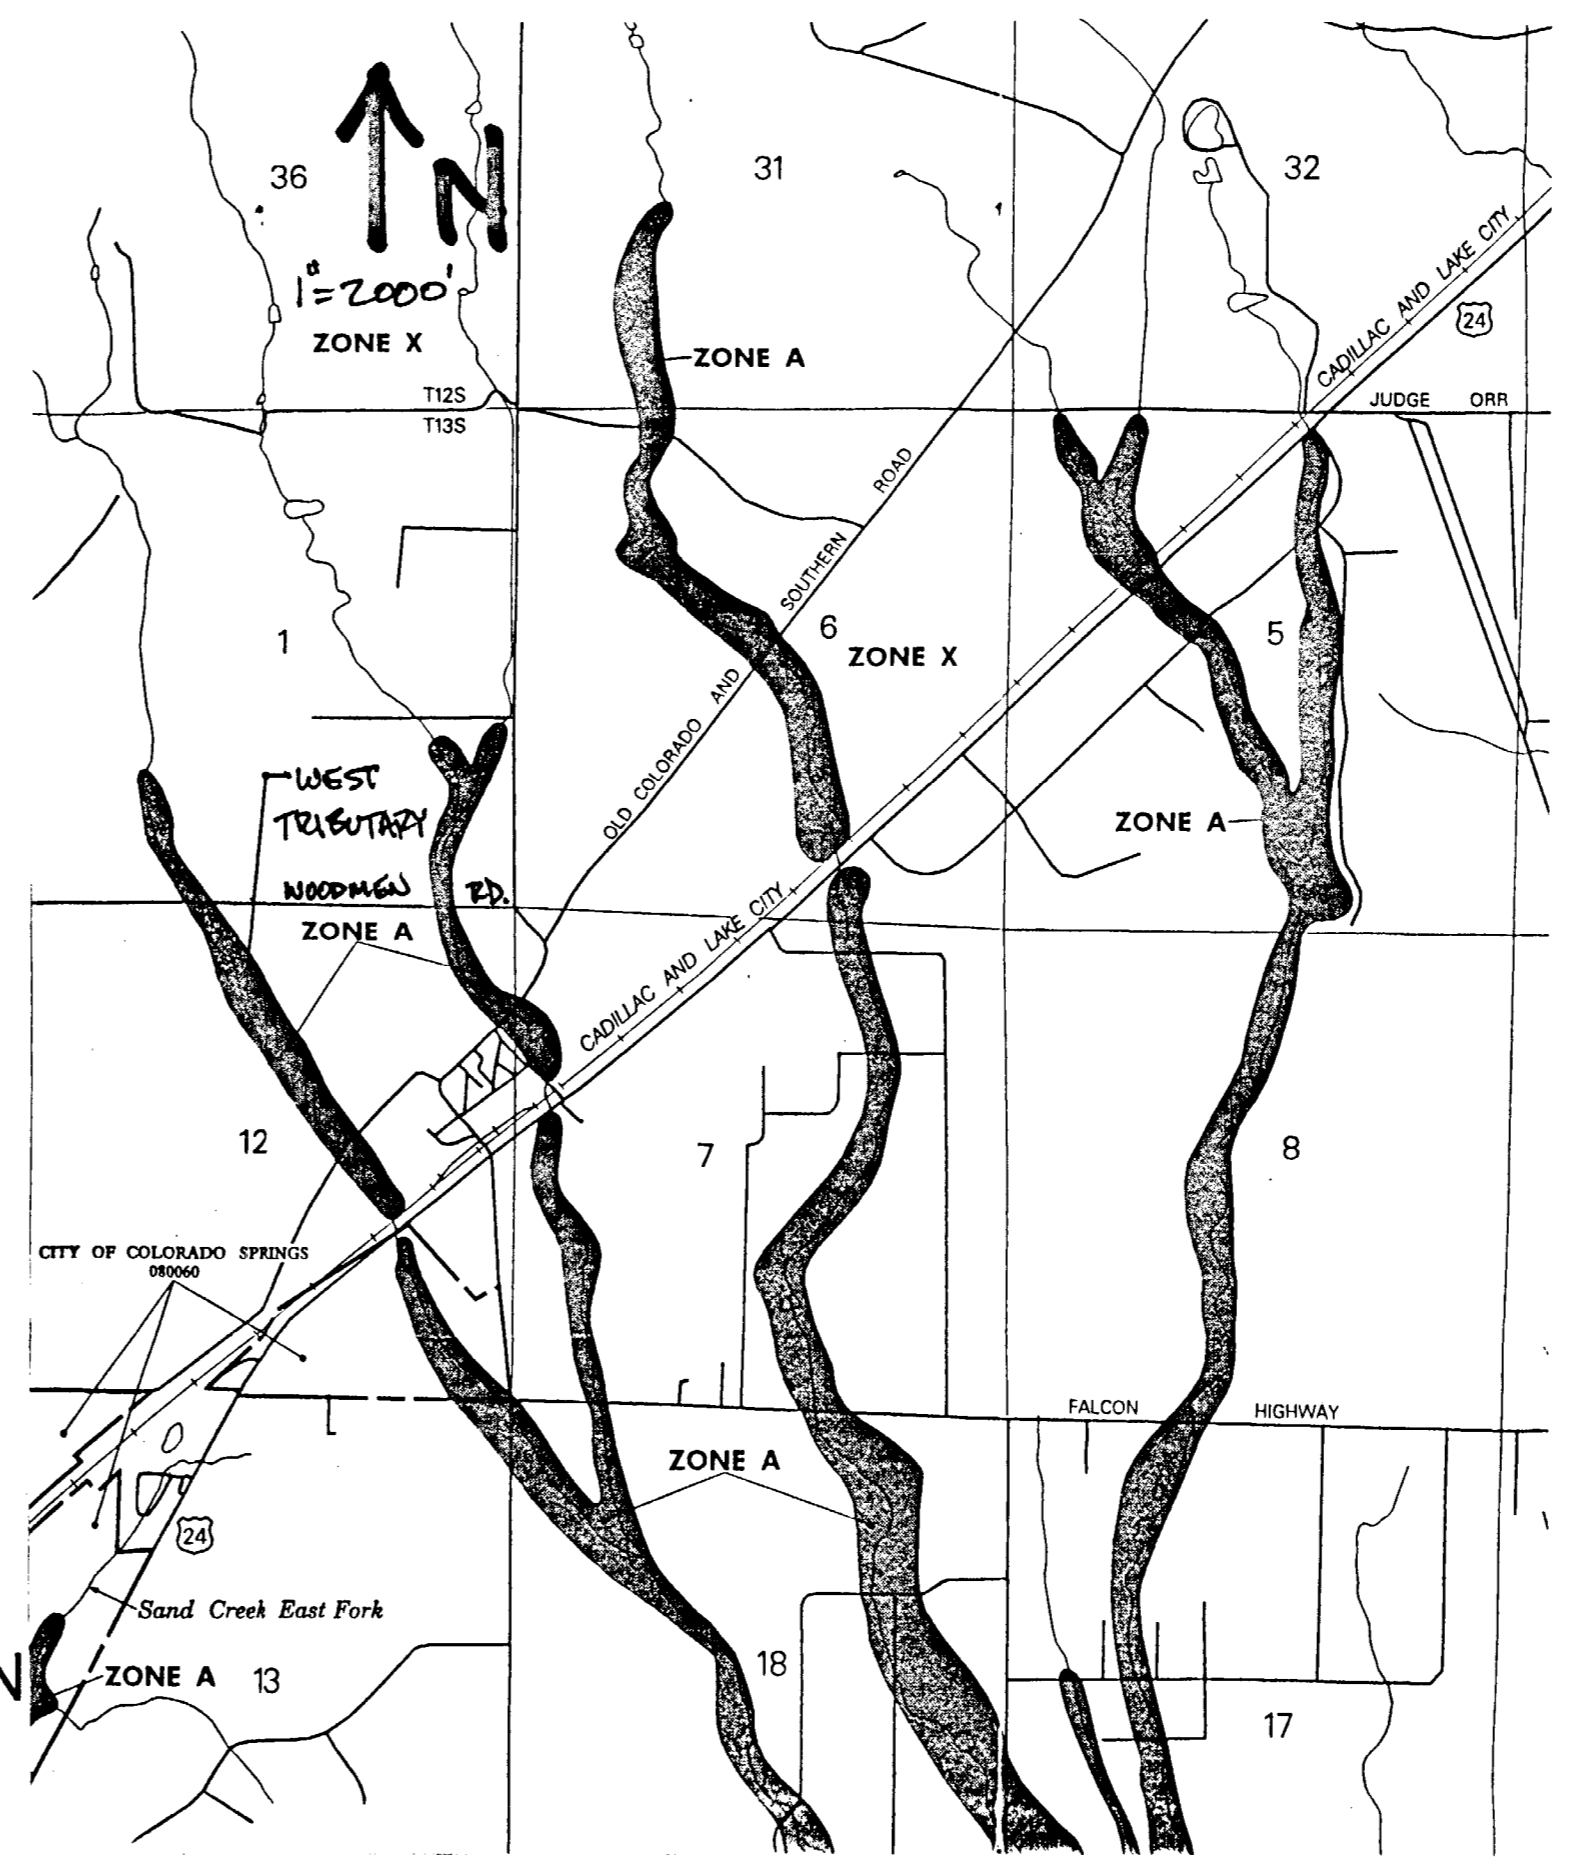 36
N
31
32
1"=2000'
ZONE X
CADILLAC AND LAKE CITY
24
ZONE A
T12S
T13S
JUDGE ORR
OLD COLORADO AND SOUTHERN ROAD
1
6
ZONE X
5
WEST
TRIBUTARY
ZONE A
WOODMEN RD.
ZONE A
CADILLAC AND LAKE CITY
12
7
8
CITY OF COLORADO SPRINGS
080060
FALCON HIGHWAY
ZONE A
24
Sand Creek East Fork
N
ZONE A
13
18
17